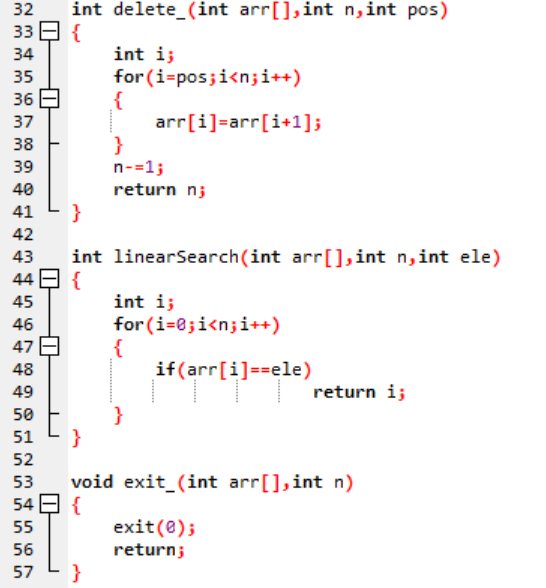 32 int delete_(int arr[],int n,int pos)
33 {
34 int i;
35 for(i=pos;i<n;i++)
36 {
37 arr[i]=arr[i+1];
38 }
39 n-=1;
40 return n;
41 }
42
43 int linearSearch(int arr[],int n,int ele)
44 {
45 int i;
46 for(i=0;i<n;i++)
47 {
48 if(arr[i]==ele)
49 return i;
50 }
51 }
52
53 void exit_(int arr[],int n)
54 {
55 exit(0);
56 return;
57 }